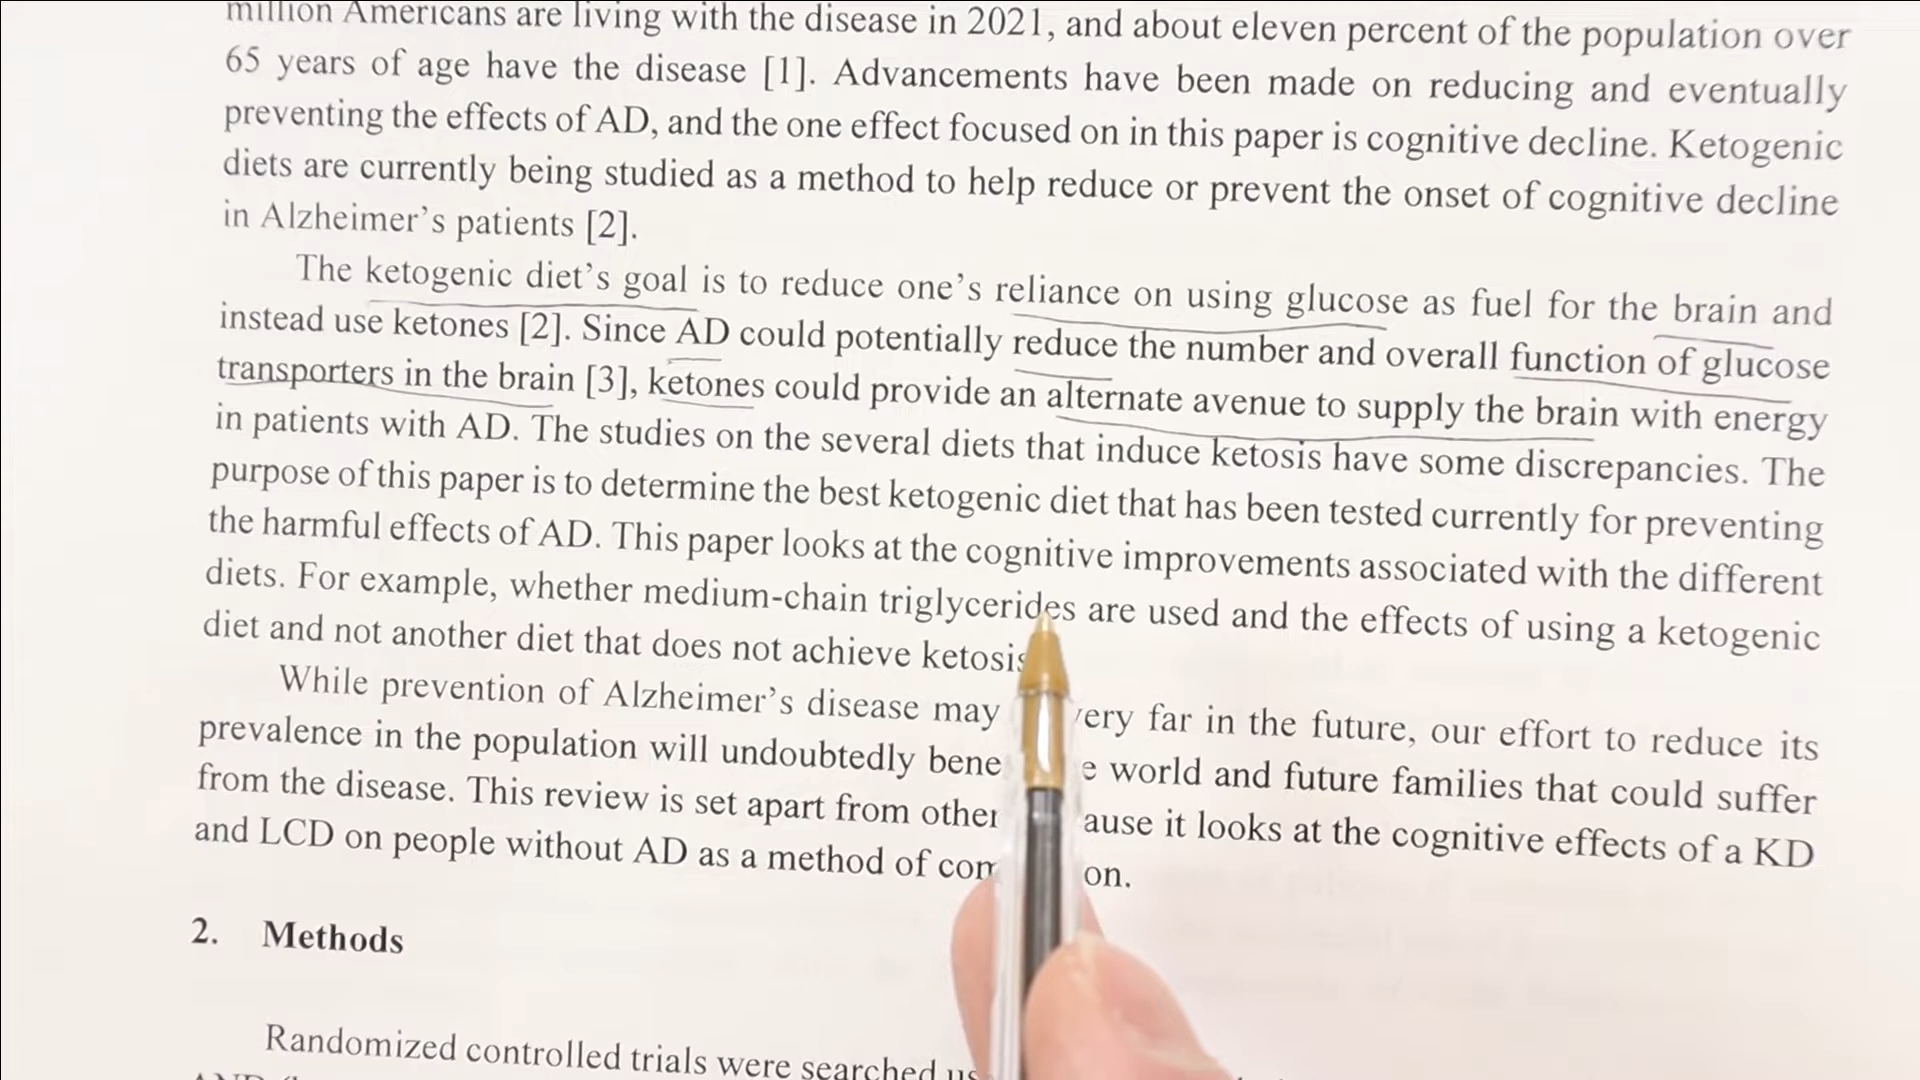 million Americans are living with the disease in 2021, and about eleven percent of the population over
65 years of age have the disease [1]. Advancements have been made on reducing and eventually
preventing the effects of AD, and the one effect focused on in this paper is cognitive decline. Ketogenic
diets are currently being studied as a method to help reduce or prevent the onset of cognitive decline
in Alzheimer's patients [2].
The ketogenic diet's goal is to reduce one's reliance on using glucose as fuel for the brain and
instead use ketones [2]. Since AD could potentially reduce the number and overall function of glucose
transporters in the brain [3], ketones could provide an alternate avenue to supply the brain with energy
in patients with AD. The studies on the several diets that induce ketosis have some discrepancies. The
purpose of this paper is to determine the best ketogenic diet that has been tested currently for preventing
the harmful effects of AD. This paper looks at the cognitive improvements associated with the different
diets. For example, whether medium-chain triglycerides are used and the effects of using a ketogenic
diet and not another diet that does not achieve ketosis
While prevention of Alzheimer's disease may very far in the future, our effort to reduce its
prevalence in the population will undoubtedly world and future families that could suffer
from the disease. This review is set apart from other it looks at the cognitive effects of a KD
and LCD on people without AD as a method of
2. Methods
Randomized controlled trials were searched